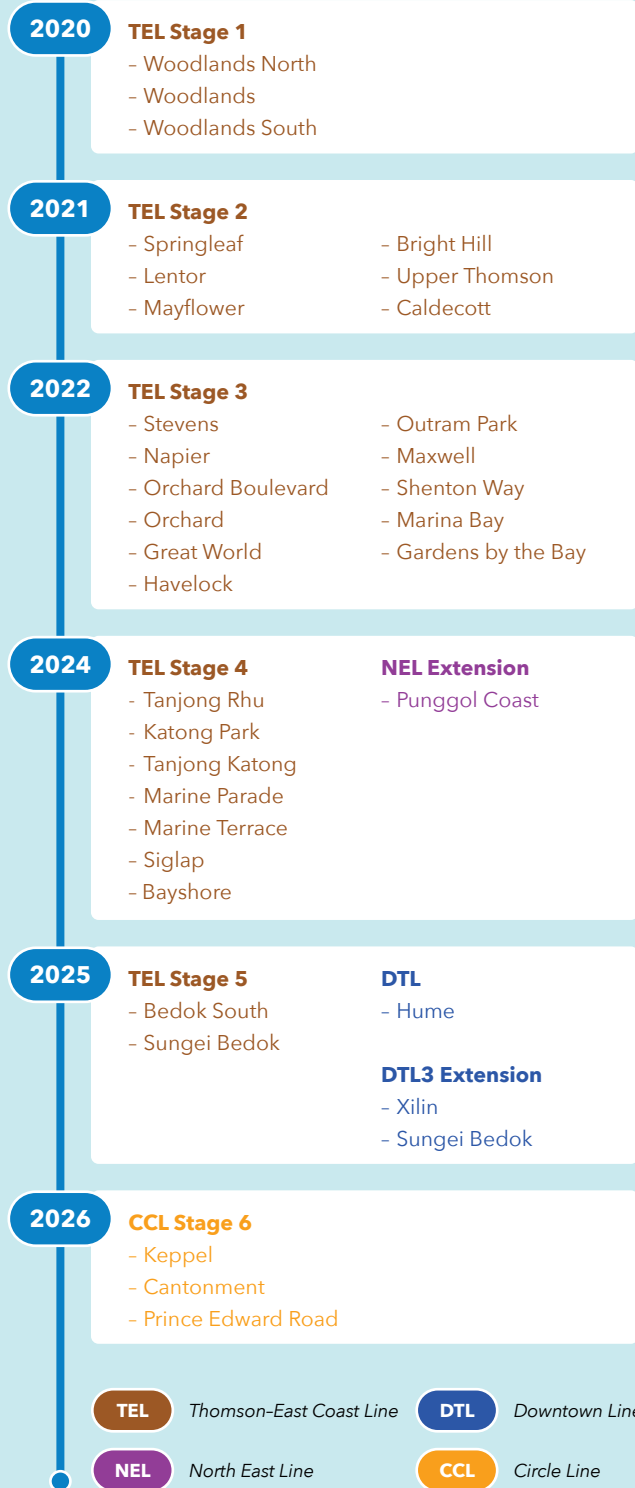 2020
TEL Stage 1
– Woodlands North
– Woodlands
– Woodlands South
2021
TEL Stage 2
– Springleaf
– Lentor
– Mayflower
– Bright Hill
– Upper Thomson
– Caldecott
2022
TEL Stage 3
– Stevens
– Napier
– Orchard Boulevard
– Orchard
– Great World
– Havelock
– Outram Park
– Maxwell
– Shenton Way
– Marina Bay
– Gardens by the Bay
2024
TEL Stage 4
- Tanjong Rhu
- Katong Park
- Tanjong Katong
- Marine Parade
– Marine Terrace
– Siglap
– Bayshore
NEL Extension
– Punggol Coast
2025
TEL Stage 5
– Bedok South
– Sungei Bedok
DTL
– Hume
DTL3 Extension
– Xilin
– Sungei Bedok
2026
CCL Stage 6
– Keppel
– Cantonment
– Prince Edward Road
TEL Thomson–East Coast Line
DTL Downtown Line
NEL North East Line
CCL Circle Line